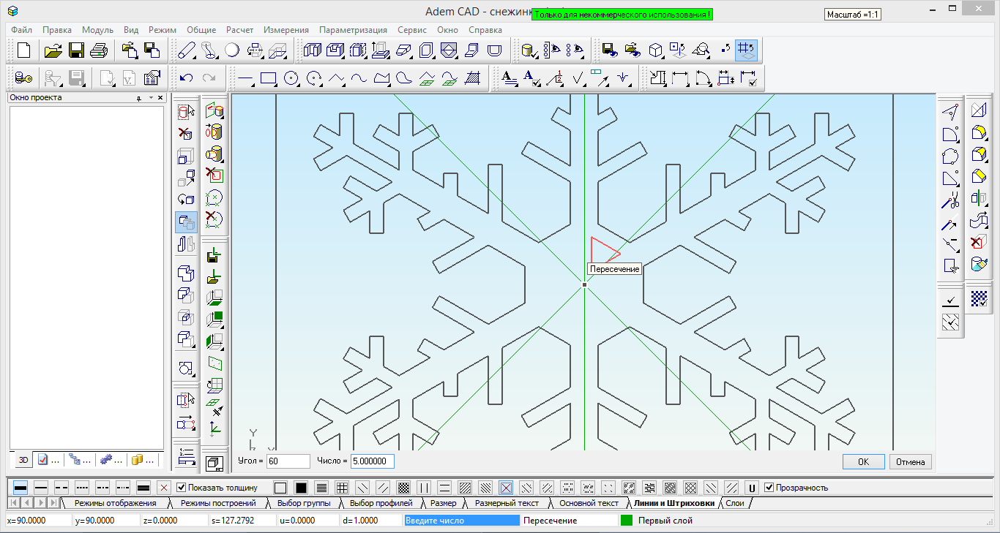 Adem CAD - снежинк
Только для некоммерческого использования !
Масштаб =1:1
Файл Правка Модуль Вид Режим Общие Расчет Измерения Параметризация Сервис Окно Справка
Окно проекта
Пересечение
Y
3D ... ... ... ...
Угол = 60 Число = 5.000000 OK Отмена
Показать толщину U Прозрачность
Режимы отображения Режимы построений Выбор группы Выбор профилей Размер Размерный текст Основной текст Линии и Штриховки Слои
x=90.0000 y=90.0000 z=0.0000 s=127.2792 u=0.0000 d=1.0000 Введите число Пересечение Первый слой